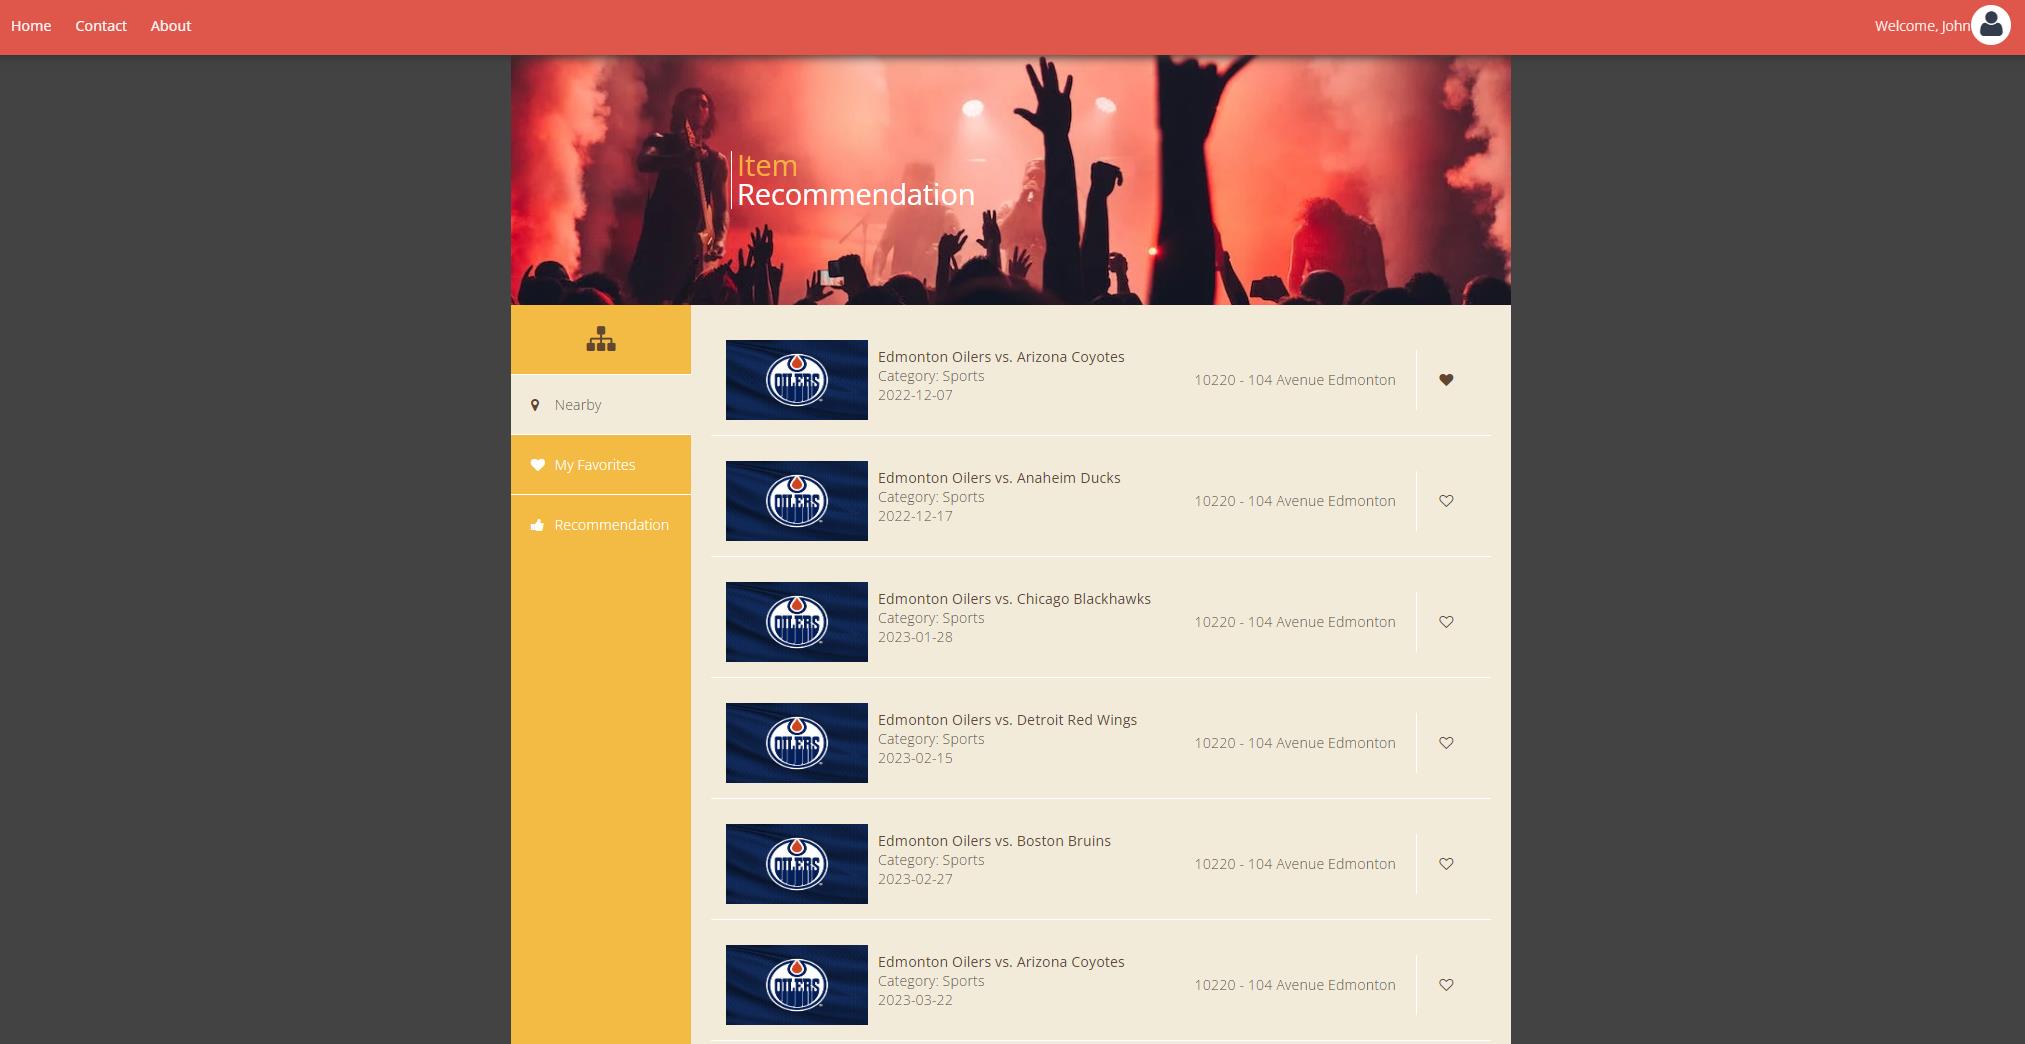 Home Contact About Welcome, John
Item
Recommendation
Nearby
My Favorites
Recommendation
OILERS
Edmonton Oilers vs. Arizona Coyotes
Category: Sports
2022-12-07
10220 - 104 Avenue Edmonton
OILERS
Edmonton Oilers vs. Anaheim Ducks
Category: Sports
2022-12-17
10220 - 104 Avenue Edmonton
OILERS
Edmonton Oilers vs. Chicago Blackhawks
Category: Sports
2023-01-28
10220 - 104 Avenue Edmonton
OILERS
Edmonton Oilers vs. Detroit Red Wings
Category: Sports
2023-02-15
10220 - 104 Avenue Edmonton
OILERS
Edmonton Oilers vs. Boston Bruins
Category: Sports
2023-02-27
10220 - 104 Avenue Edmonton
OILERS
Edmonton Oilers vs. Arizona Coyotes
Category: Sports
2023-03-22
10220 - 104 Avenue Edmonton